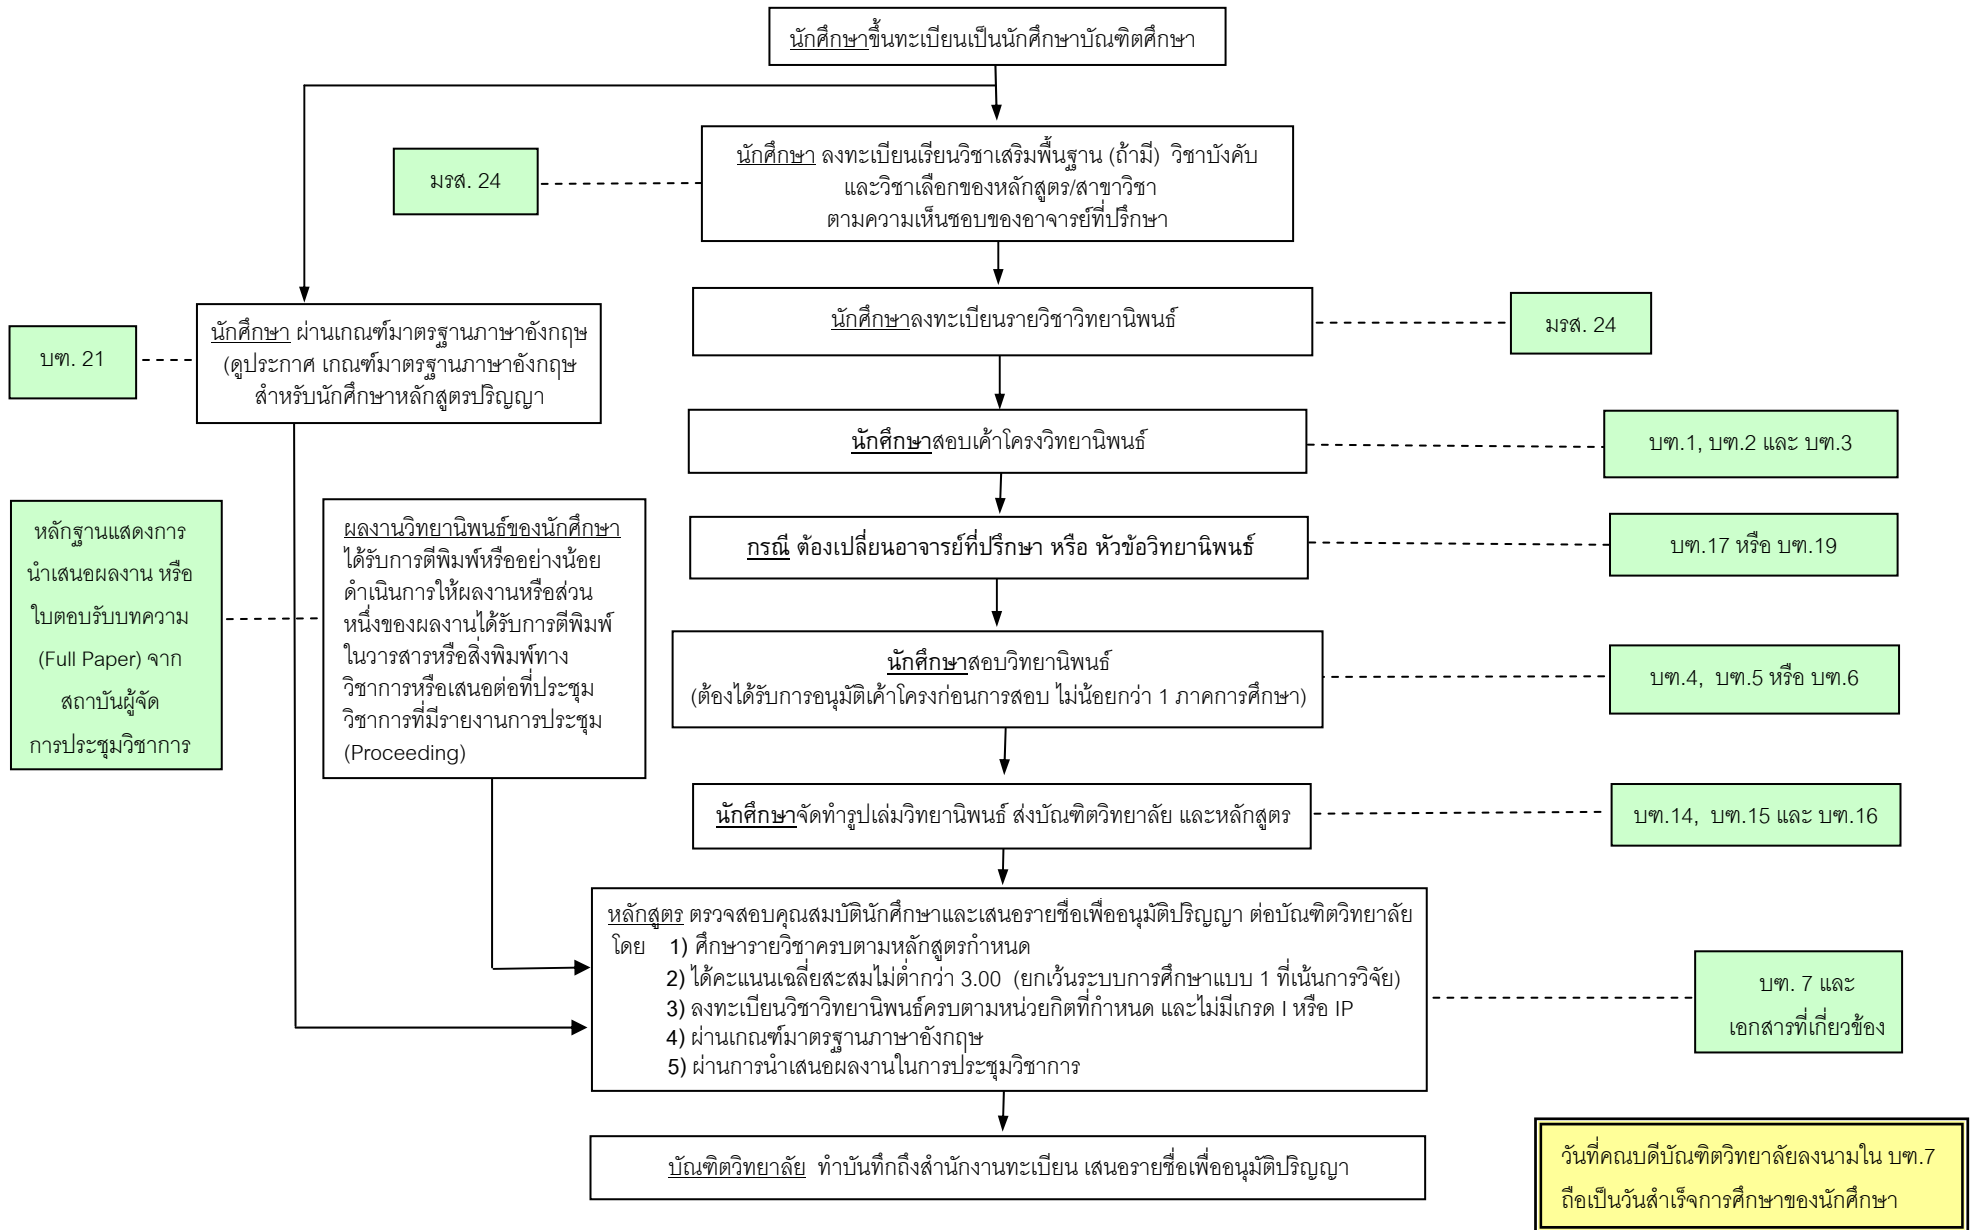 นักศึกษาขึ้นทะเบียนเป็นนักศึกษาบัณฑิตศึกษา
มรส. 24
นักศึกษา ลงทะเบียนเรียนวิชาเสริมพื้นฐาน (ถ้ามี) วิชาบังคับ
และวิชาเลือกของหลักสูตร/สาขาวิชา
ตามความเห็นชอบของอาจารย์ที่ปรึกษา
บฑ. 21
นักศึกษา ผ่านเกณฑ์มาตรฐานภาษาอังกฤษ
(ดูประกาศ เกณฑ์มาตรฐานภาษาอังกฤษ
สำหรับนักศึกษาหลักสูตรปริญญา
นักศึกษาลงทะเบียนรายวิชาวิทยานิพนธ์
มรส. 24
นักศึกษาสอบเค้าโครงวิทยานิพนธ์
บฑ.1, บฑ.2 และ บฑ.3
หลักฐานแสดงการ
นำเสนอผลงาน หรือ
ใบตอบรับบทความ
(Full Paper) จาก
สถาบันผู้จัด
การประชุมวิชาการ
ผลงานวิทยานิพนธ์ของนักศึกษา
ได้รับการตีพิมพ์หรืออย่างน้อย
ดำเนินการให้ผลงานหรือส่วน
หนึ่งของผลงานได้รับการตีพิมพ์
ในวารสารหรือสิ่งพิมพ์ทาง
วิชาการหรือเสนอต่อที่ประชุม
วิชาการที่มีรายงานการประชุม
(Proceeding)
กรณี ต้องเปลี่ยนอาจารย์ที่ปรึกษา หรือ หัวข้อวิทยานิพนธ์
บฑ.17 หรือ บฑ.19
นักศึกษาสอบวิทยานิพนธ์
(ต้องได้รับการอนุมัติเค้าโครงก่อนการสอบ ไม่น้อยกว่า 1 ภาคการศึกษา)
บฑ.4, บฑ.5 หรือ บฑ.6
นักศึกษาจัดทำรูปเล่มวิทยานิพนธ์ ส่งบัณฑิตวิทยาลัย และหลักสูตร
บฑ.14, บฑ.15 และ บฑ.16
หลักสูตร ตรวจสอบคุณสมบัตินักศึกษาและเสนอรายชื่อเพื่ออนุมัติปริญญา ต่อบัณฑิตวิทยาลัย
โดย 1) ศึกษารายวิชาครบตามหลักสูตรกำหนด
2) ได้คะแนนเฉลี่ยสะสมไม่ต่ำกว่า 3.00 (ยกเว้นระบบการศึกษาแบบ 1 ที่เน้นการวิจัย)
3) ลงทะเบียนวิชาวิทยานิพนธ์ครบตามหน่วยกิตที่กำหนด และไม่มีเกรด I หรือ IP
4) ผ่านเกณฑ์มาตรฐานภาษาอังกฤษ
5) ผ่านการนำเสนอผลงานในการประชุมวิชาการ
บฑ. 7 และ
เอกสารที่เกี่ยวข้อง
บัณฑิตวิทยาลัย ทำบันทึกถึงสำนักงานทะเบียน เสนอรายชื่อเพื่ออนุมัติปริญญา
วันที่คณบดีบัณฑิตวิทยาลัยลงนามใน บฑ.7
ถือเป็นวันสำเร็จการศึกษาของนักศึกษา